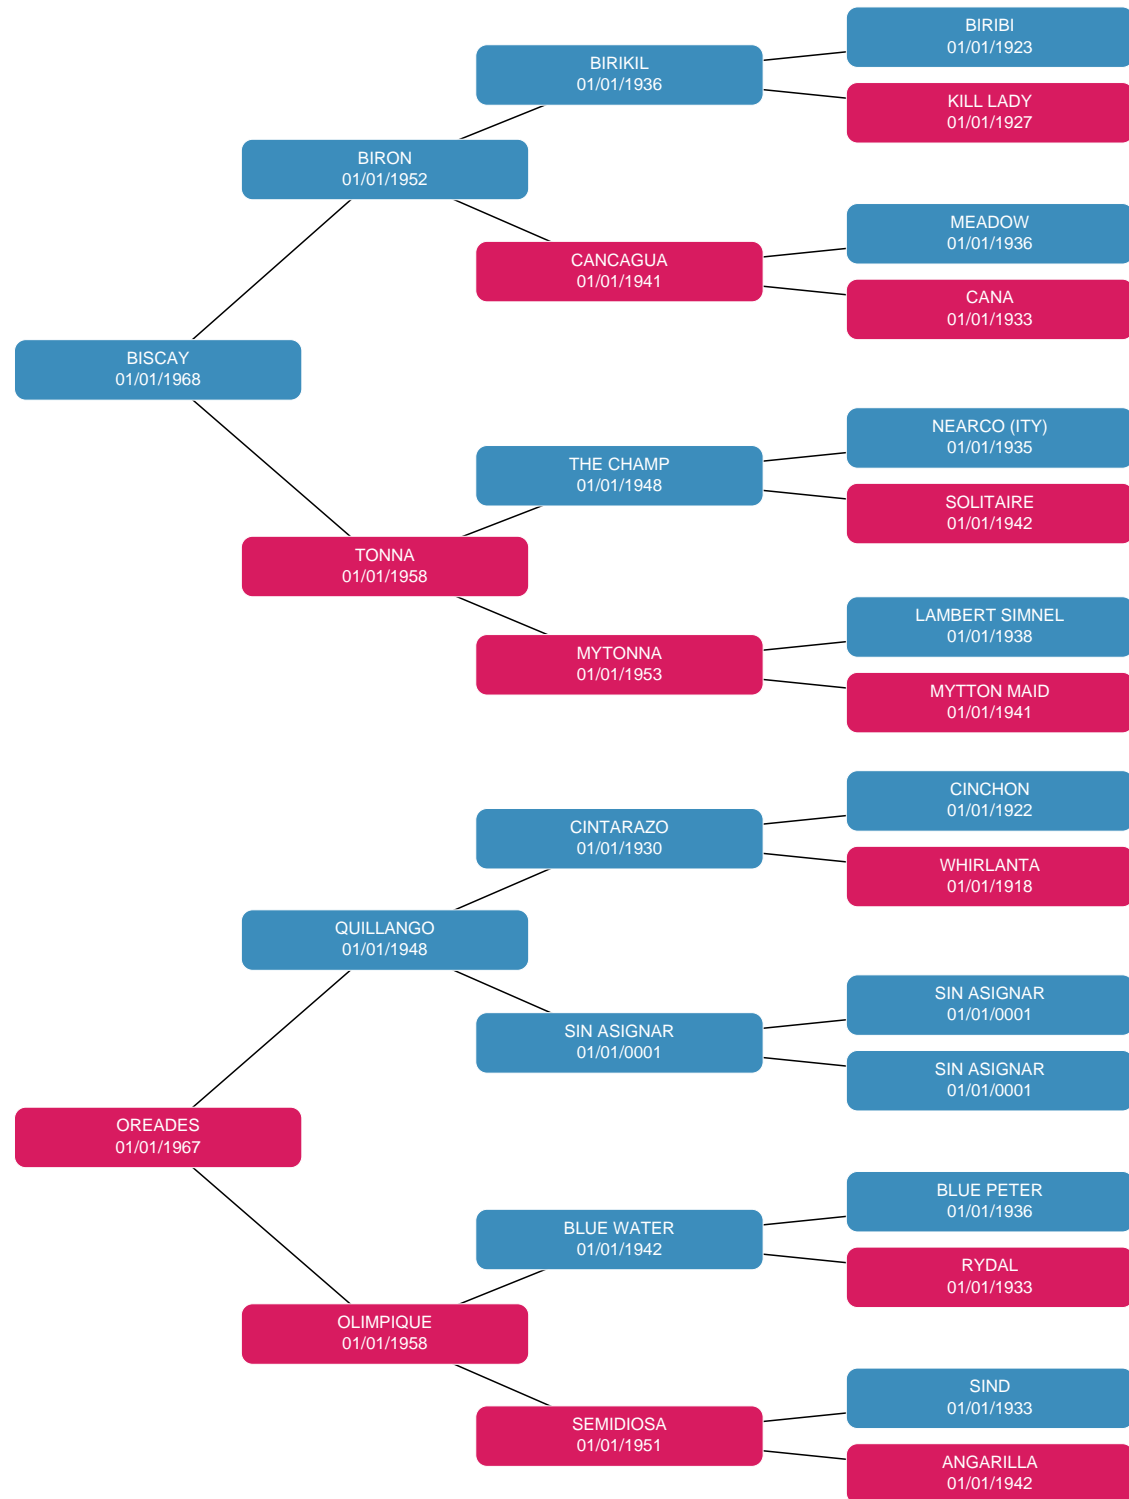 BIRIBI
01/01/1923
BIRIKIL
01/01/1936
KILL LADY
01/01/1927
BIRON
01/01/1952
MEADOW
01/01/1936
CANCAGUA
01/01/1941
CANA
01/01/1933
BISCAY
01/01/1968
NEARCO (ITY)
01/01/1935
THE CHAMP
01/01/1948
SOLITAIRE
01/01/1942
TONNA
01/01/1958
LAMBERT SIMNEL
01/01/1938
MYTONNA
01/01/1953
MYTTON MAID
01/01/1941
CINCHON
01/01/1922
CINTARAZO
01/01/1930
WHIRLANTA
01/01/1918
QUILLANGO
01/01/1948
SIN ASIGNAR
01/01/0001
SIN ASIGNAR
01/01/0001
SIN ASIGNAR
01/01/0001
OREADES
01/01/1967
BLUE PETER
01/01/1936
BLUE WATER
01/01/1942
RYDAL
01/01/1933
OLIMPIQUE
01/01/1958
SIND
01/01/1933
SEMIDIOSA
01/01/1951
ANGARILLA
01/01/1942